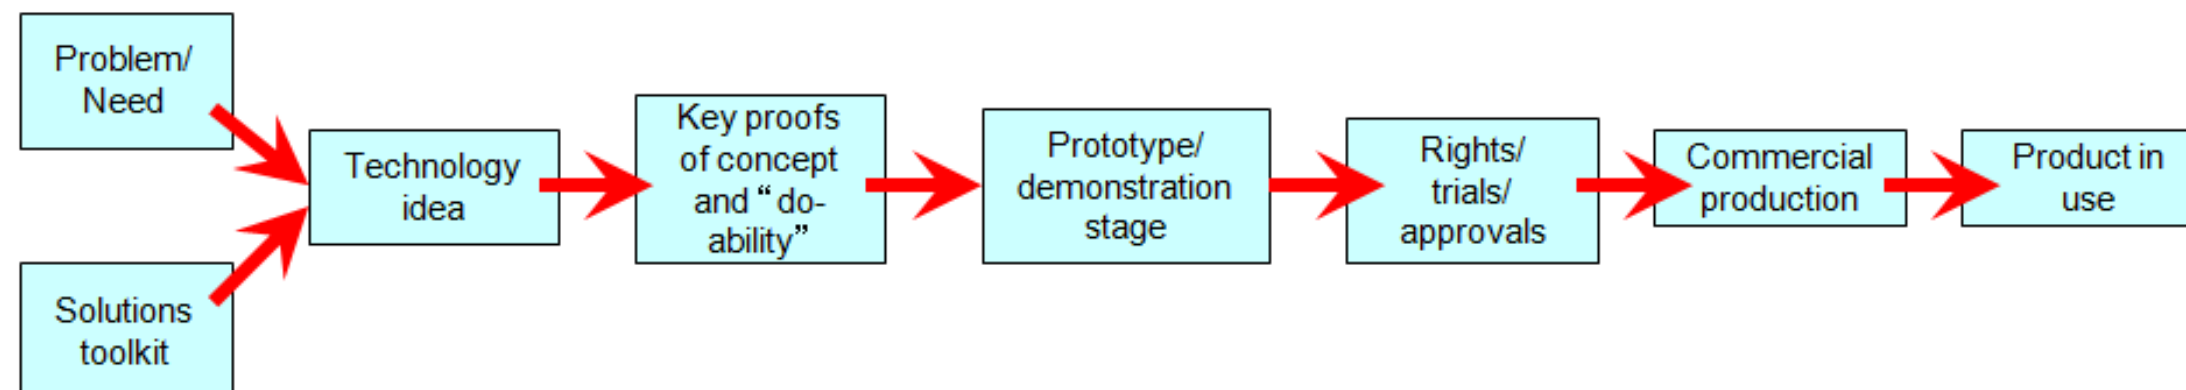 Problem/
Need
Solutions
toolkit
Technology
idea
Key proofs
of concept
and “do-
ability”
Prototype/
demonstration
stage
Rights/
trials/
approvals
Commercial
production
Product in
use